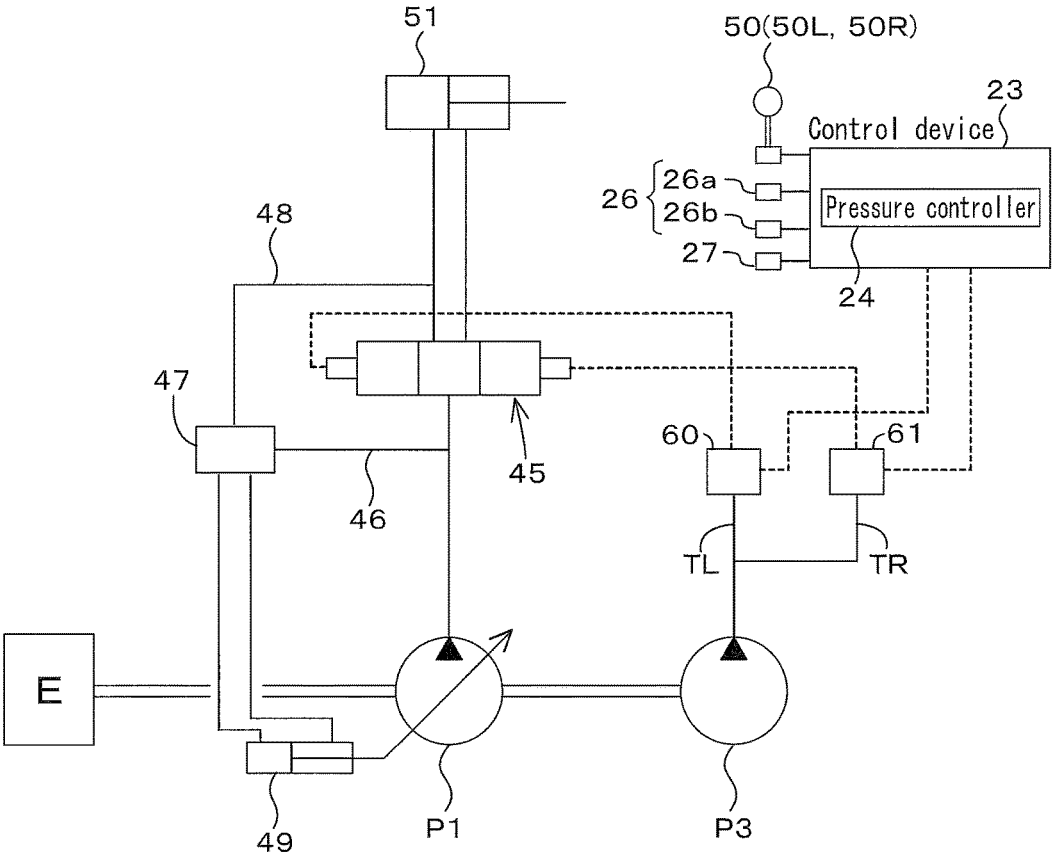 51
50(50L, 50R)
23
Control device
26a
26
26b
Pressure controller
27
24
48
47
60
61
45
46
TL
TR
E
49
P1
P3